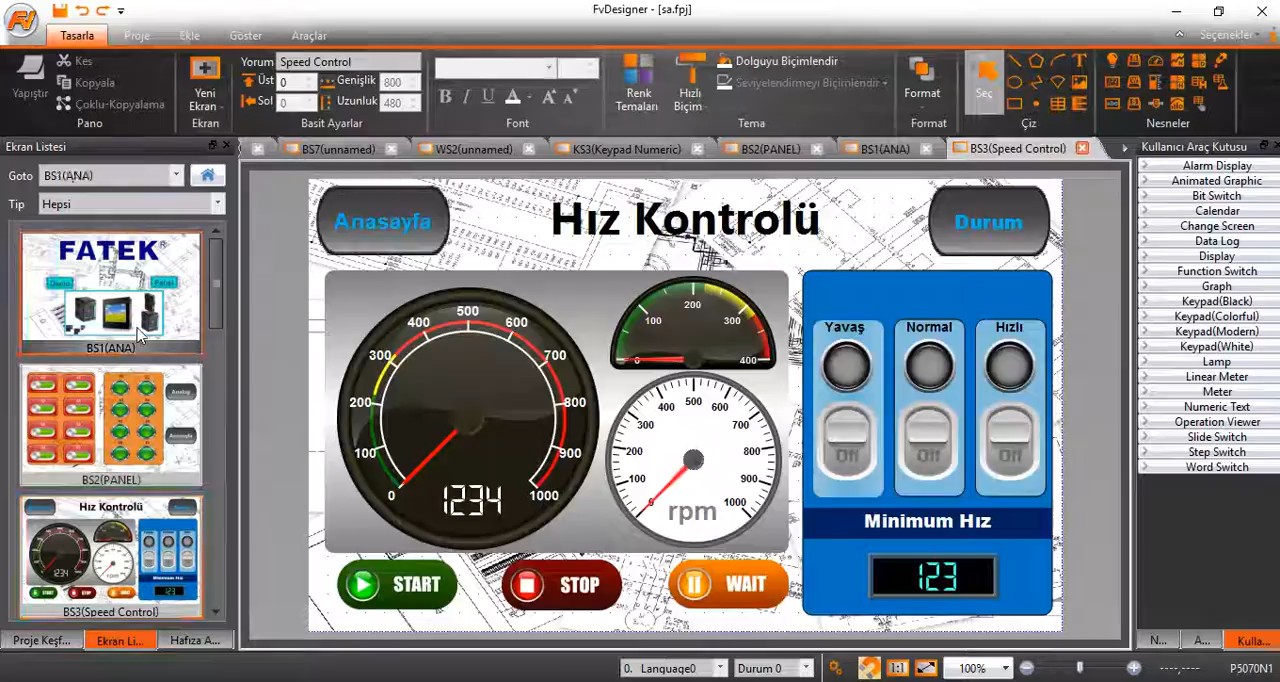 FvDesigner - [sa.fpj]
Tasarla Proje Ekle Göster Araçlar Seçenekler
Yapıştır
Kes
Kopyala
Çoklu-Kopyalama
Pano
Yeni
Ekran
Ekran
Yorum Speed Control
Üst 0 Genişlik 800
Sol 0 Uzunluk 480
Basit Ayarlar
B I U A A A
Font
Renk
Temaları
Hızlı
Biçim
Dolguyu Biçimlendir
Seviyelendirmeyi Biçimlendir
Tema
Format
Format
Seç
Çiz
Nesneler
Ekran Listesi
BS7(unnamed) WS2(unnamed) KS3(Keypad Numeric) BS2(PANEL) BS1(ANA) BS3(Speed Control)
Goto BS1(ANA)
Tip Hepsi
FATEK®
Panel
BS1(ANA)
Analog
Anasayfa
BS2(PANEL)
Hız Kontrolü
BS3(Speed Control)
Proje Keşf... Ekran Li... Hafıza A...
Anasayfa
Hız Kontrolü
Durum
0 100 200 300 400 500 600 700 800 900 1000
1234
0 100 200 300 400
0 100 200 300 400 500 600 700 800 900 1000
rpm
Yavaş Normal Hızlı
Off Off Off
Minimum Hız
123
START STOP WAIT
Kullanıcı Araç Kutusu
Alarm Display
Animated Graphic
Bit Switch
Calendar
Change Screen
Data Log
Display
Function Switch
Graph
Keypad(Black)
Keypad(Colorful)
Keypad(Modern)
Keypad(White)
Lamp
Linear Meter
Meter
Numeric Text
Operation Viewer
Slide Switch
Step Switch
Word Switch
N... A... Kulla...
0. Language0 Durum 0 1:1 100% ----,---- P5070N1